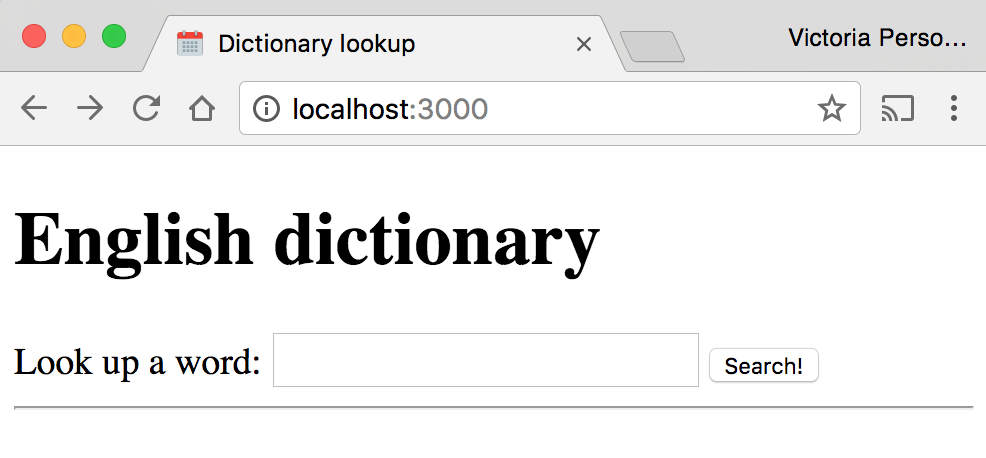 Dictionary lookup
Victoria Perso...
localhost:3000
English dictionary
Look up a word:
Search!